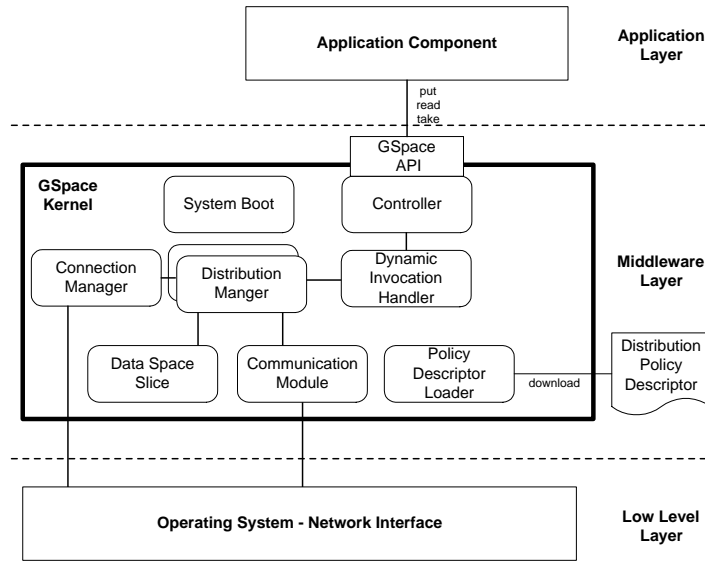 Application Component
Application
Layer
put
read
take
GSpace
API
GSpace
Kernel
System Boot
Controller
Connection
Manager
Distribution
Manger
Dynamic
Invocation
Handler
Middleware
Layer
Data Space
Slice
Communication
Module
Policy
Descriptor
Loader
download
Distribution
Policy
Descriptor
Operating System - Network Interface
Low Level
Layer